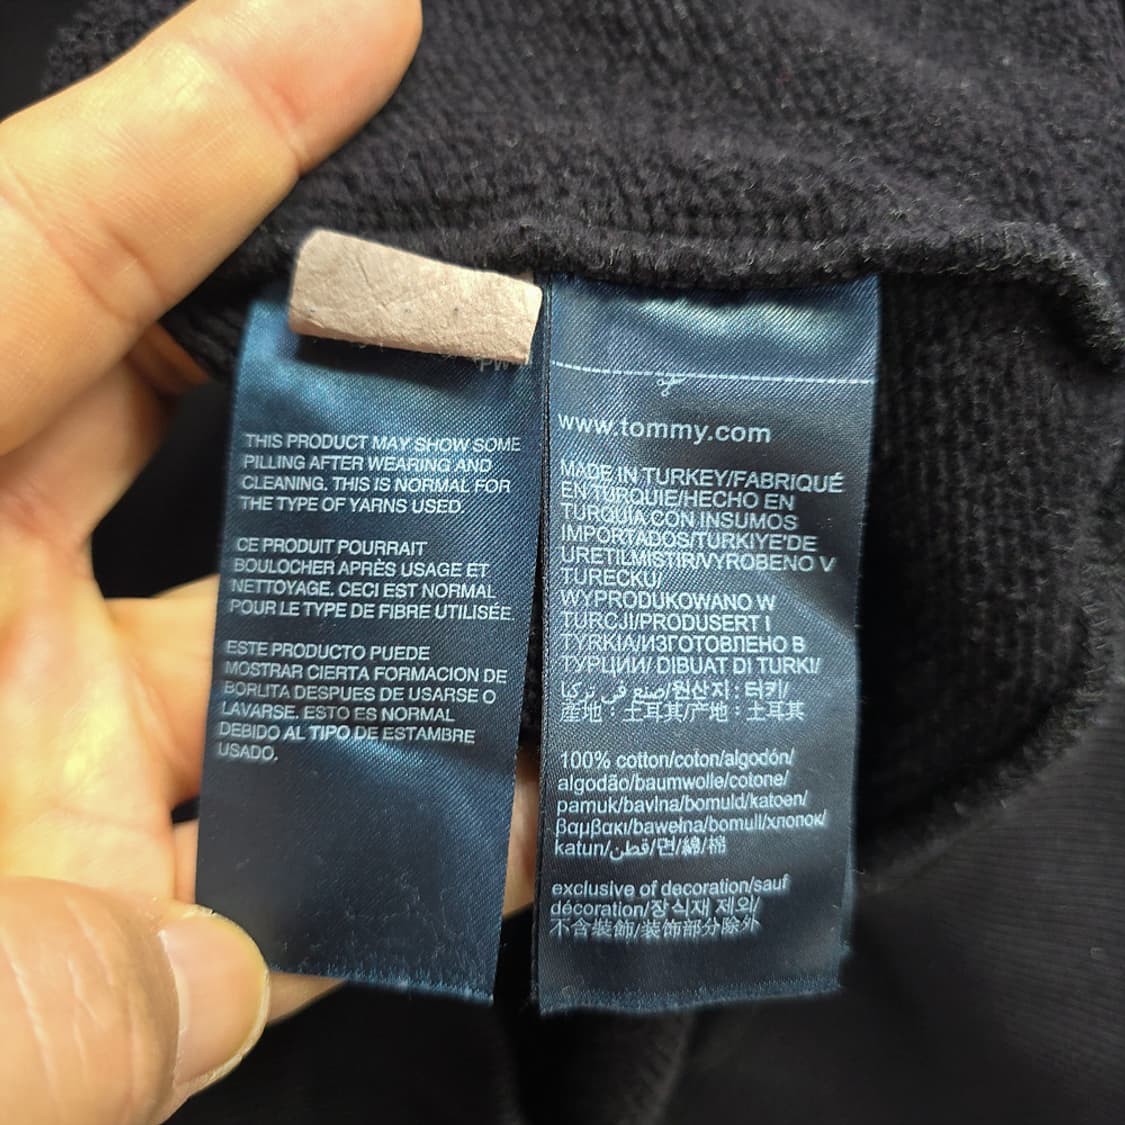 PW
THIS PRODUCT MAY SHOW SOME
PILLING AFTER WEARING AND
CLEANING. THIS IS NORMAL FOR
THE TYPE OF YARNS USED.
CE PRODUIT POURRAIT
BOULOCHER APRÈS USAGE ET
NETTOYAGE. CECI EST NORMAL
POUR LE TYPE DE FIBRE UTILISÉE.
ESTE PRODUCTO PUEDE
MOSTRAR CIERTA FORMACION DE
BORLITA DESPUES DE USARSE O
LAVARSE. ESTO ES NORMAL
DEBIDO AL TIPO DE ESTAMBRE
USADO.
www.tommy.com
MADE IN TURKEY/FABRIQUÉ
EN TURQUIE/HECHO EN
TURQUIA CON INSUMOS
IMPORTADOS/TURKIYE'DE
URETILMISTIR/VYROBENO V
TURECKU/
WYPRODUKOWANO W
TURCJI/PRODUSERT I
TYRKIA/ИЗГОТОВЛЕНО В
ТУРЦИИ/ DIBUAT DI TURKI/
صنع في تركيا/원산지 : 터키/
産地 : 土耳其/产地 : 土耳其
100% cotton/coton/algodón/
algodão/baumwolle/cotone/
pamuk/bavlna/bomuld/katoen/
βαμβακι/bawełna/bomull/хлопок/
katun/قطن/면/綿/棉
exclusive of decoration/sauf
décoration/장식재 제외/
不含裝飾/装饰部分除外